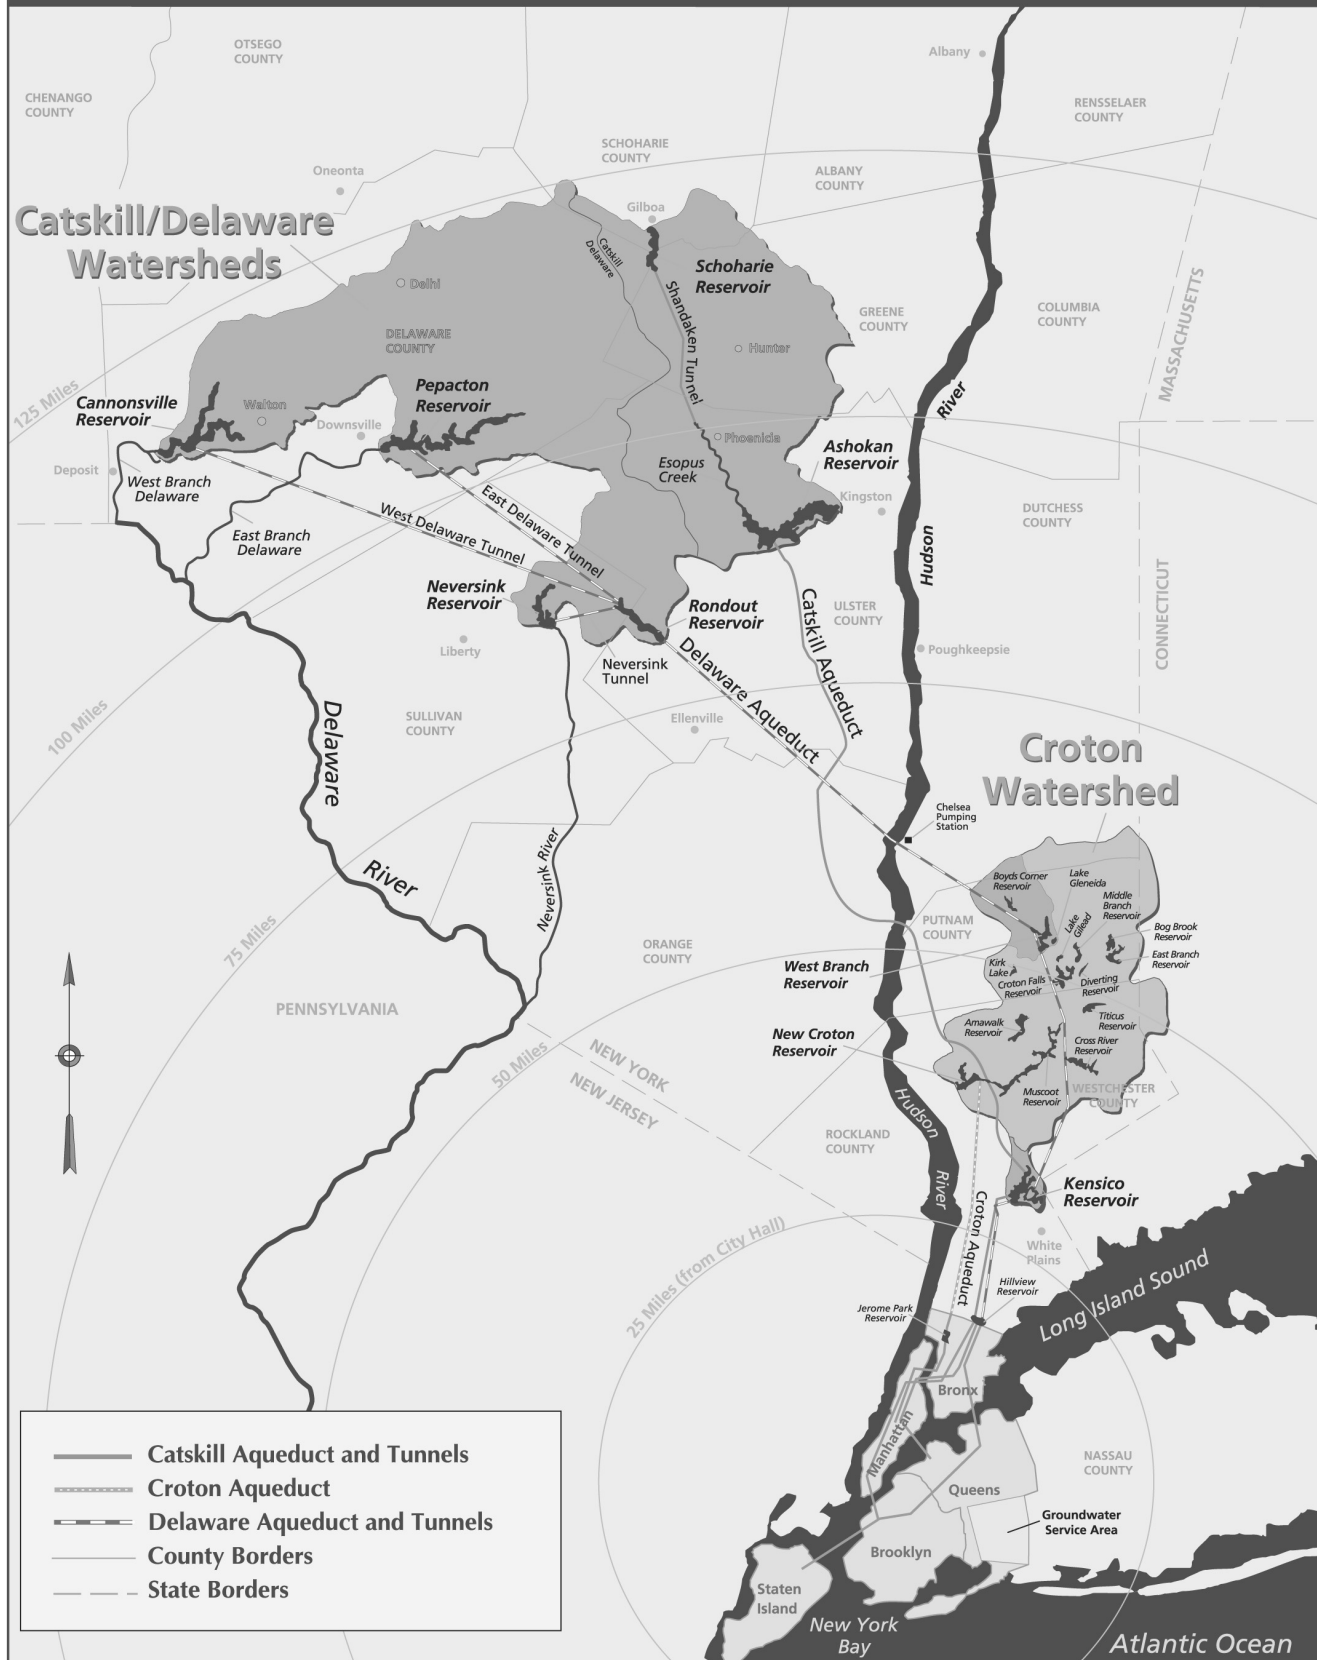 OTSEGO
COUNTY
Albany
CHENANGO
COUNTY
RENSSELAER
COUNTY
SCHOHARIE
COUNTY
Oneonta
ALBANY
COUNTY
Catskill/Delaware
Watersheds
Gilboa
Catskill
Delaware
Schoharie
Reservoir
Delhi
Shandaken Tunnel
GREENE
COUNTY
COLUMBIA
COUNTY
MASSACHUSETTS
DELAWARE
COUNTY
Hunter
125 Miles
Cannonsville
Reservoir
Pepacton
Reservoir
Walton
Downsville
River
Phoenicia
Ashokan
Reservoir
Deposit
West Branch
Delaware
Esopus
Creek
Kingston
East Delaware Tunnel
West Delaware Tunnel
DUTCHESS
COUNTY
East Branch
Delaware
Hudson
Neversink
Reservoir
Rondout
Reservoir
Catskill Aqueduct
ULSTER
COUNTY
CONNECTICUT
Liberty
Neversink
Tunnel
Delaware Aqueduct
Poughkeepsie
100 Miles
SULLIVAN
COUNTY
Ellenville
Delaware
Croton
Watershed
Chelsea
Pumping
Station
River
Neversink River
Boyds Corner
Reservoir
Lake
Gleneida
Middle
Branch
Reservoir
Lake
Gilead
Bog Brook
Reservoir
PUTNAM
COUNTY
75 Miles
ORANGE
COUNTY
East Branch
Reservoir
West Branch
Reservoir
Kirk
Lake
Croton Falls
Reservoir
Diverting
Reservoir
PENNSYLVANIA
Titicus
Reservoir
Amawalk
Reservoir
New Croton
Reservoir
Cross River
Reservoir
50 Miles
NEW YORK
NEW JERSEY
Muscoot
Reservoir
WESTCHESTER
COUNTY
Hudson
River
ROCKLAND
COUNTY
Kensico
Reservoir
Croton Aqueduct
White
Plains
25 Miles (from City Hall)
Hillview
Reservoir
Jerome Park
Reservoir
Long Island Sound
Bronx
Manhattan
NASSAU
COUNTY
Queens
Groundwater
Service Area
Brooklyn
Staten
Island
New York
Bay
Atlantic Ocean
Catskill Aqueduct and Tunnels
Croton Aqueduct
Delaware Aqueduct and Tunnels
County Borders
State Borders